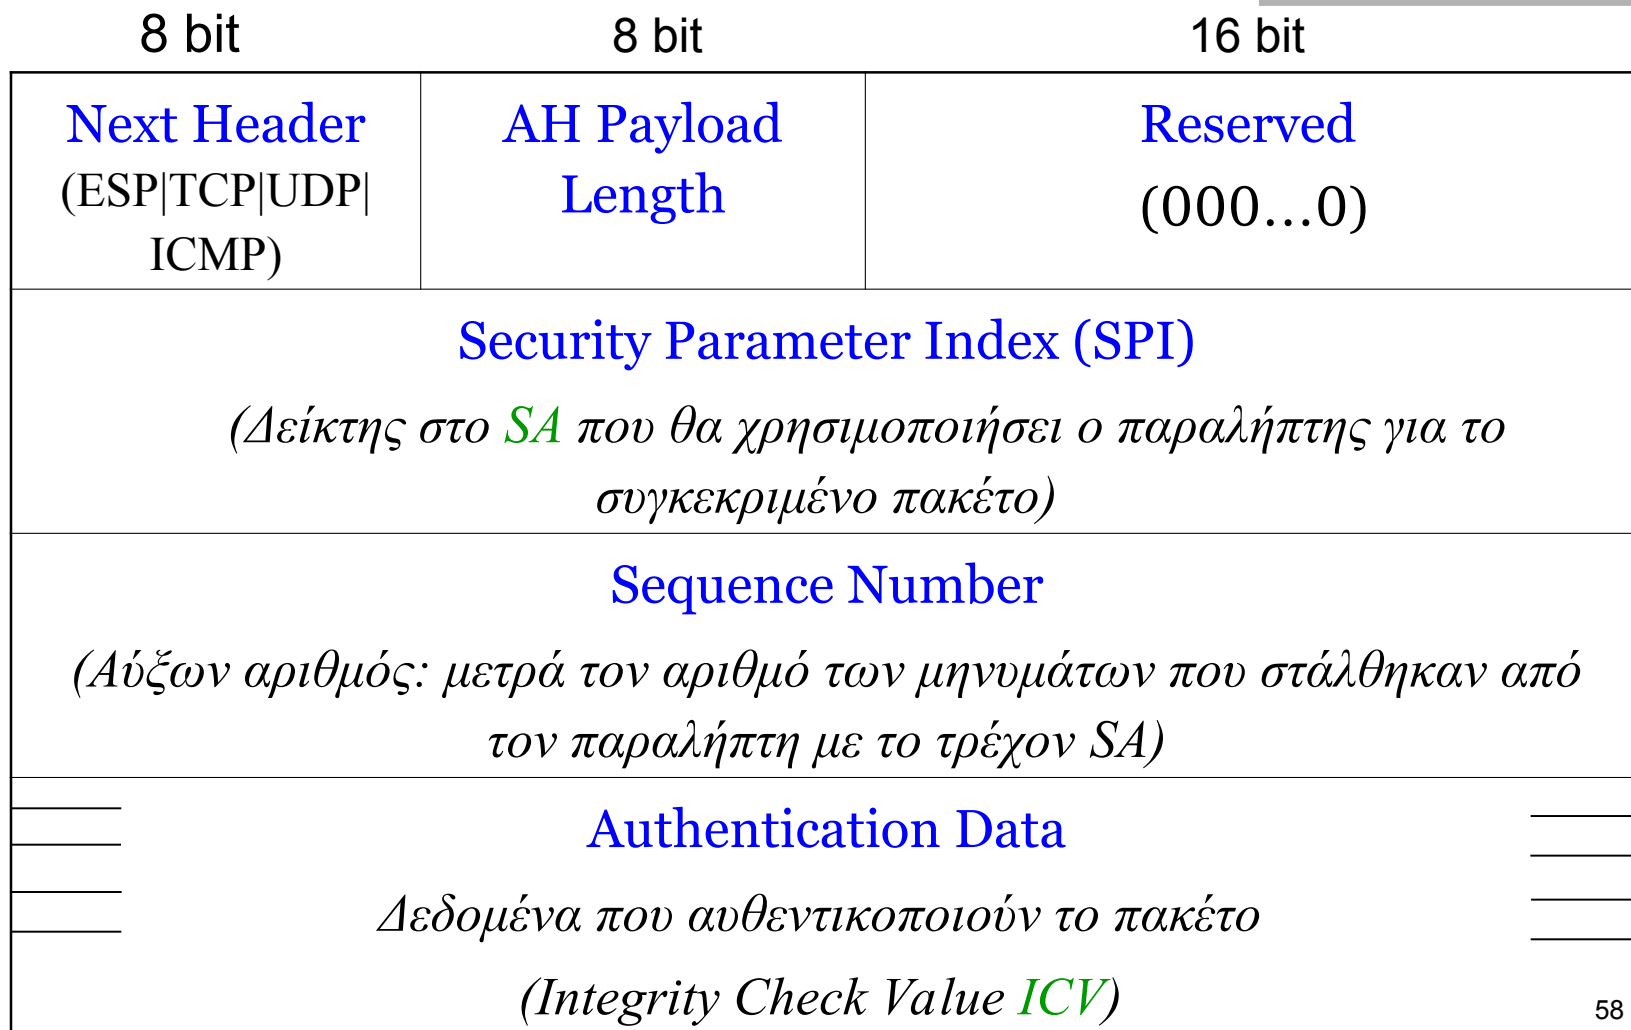 8 bit 8 bit 16 bit
Next Header
(ESP|TCP|UDP|
ICMP)
AH Payload
Length
Reserved
(000...0)
Security Parameter Index (SPI)
(Δείκτης στο SA που θα χρησιμοποιήσει ο παραλήπτης για το
συγκεκριμένο πακέτο)
Sequence Number
(Αύξων αριθμός: μετρά τον αριθμό των μηνυμάτων που στάλθηκαν από
τον παραλήπτη με το τρέχον SA)
Authentication Data
Δεδομένα που αυθεντικοποιούν το πακέτο
(Integrity Check Value ICV)
58